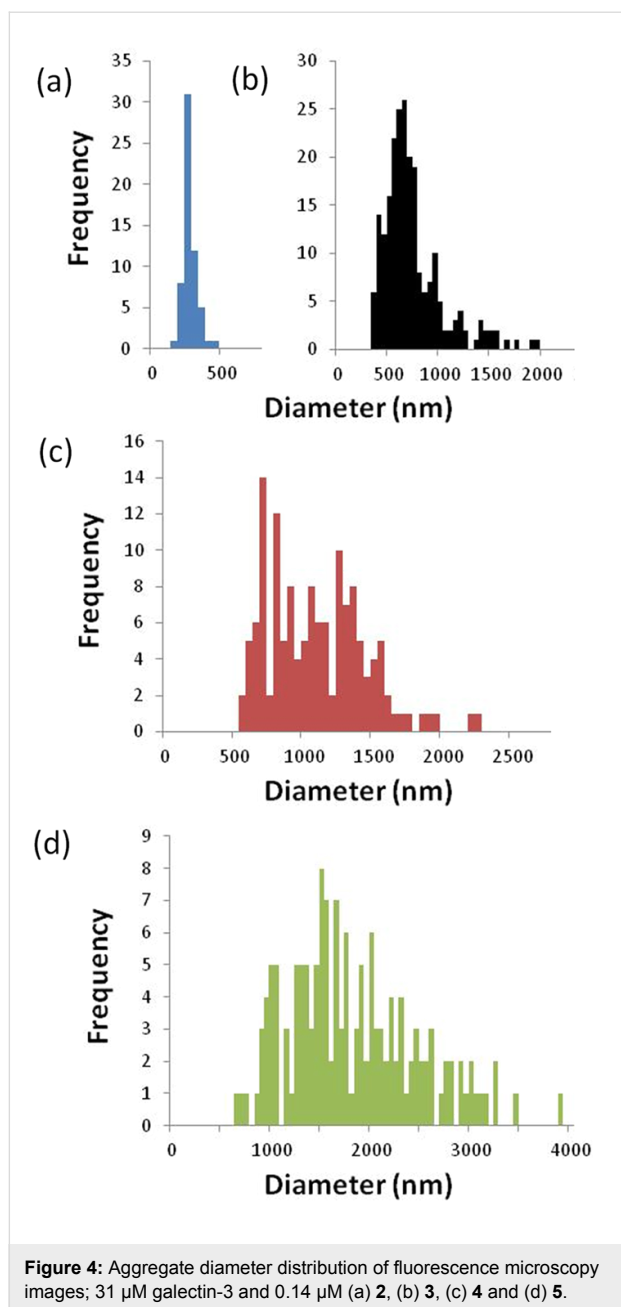 (a)
Frequency
35
30
25
20
15
10
5
0
0 500
(b)
30
25
20
15
10
5
0
0 500 1000 1500 2000
Diameter (nm)
(c)
Frequency
16
14
12
10
8
6
4
2
0
0 500 1000 1500 2000 2500
Diameter (nm)
(d)
Frequency
9
8
7
6
5
4
3
2
1
0
0 1000 2000 3000 4000
Diameter (nm)
Figure 4: Aggregate diameter distribution of fluorescence microscopy
images; 31 µM galectin-3 and 0.14 µM (a) 2, (b) 3, (c) 4 and (d) 5.